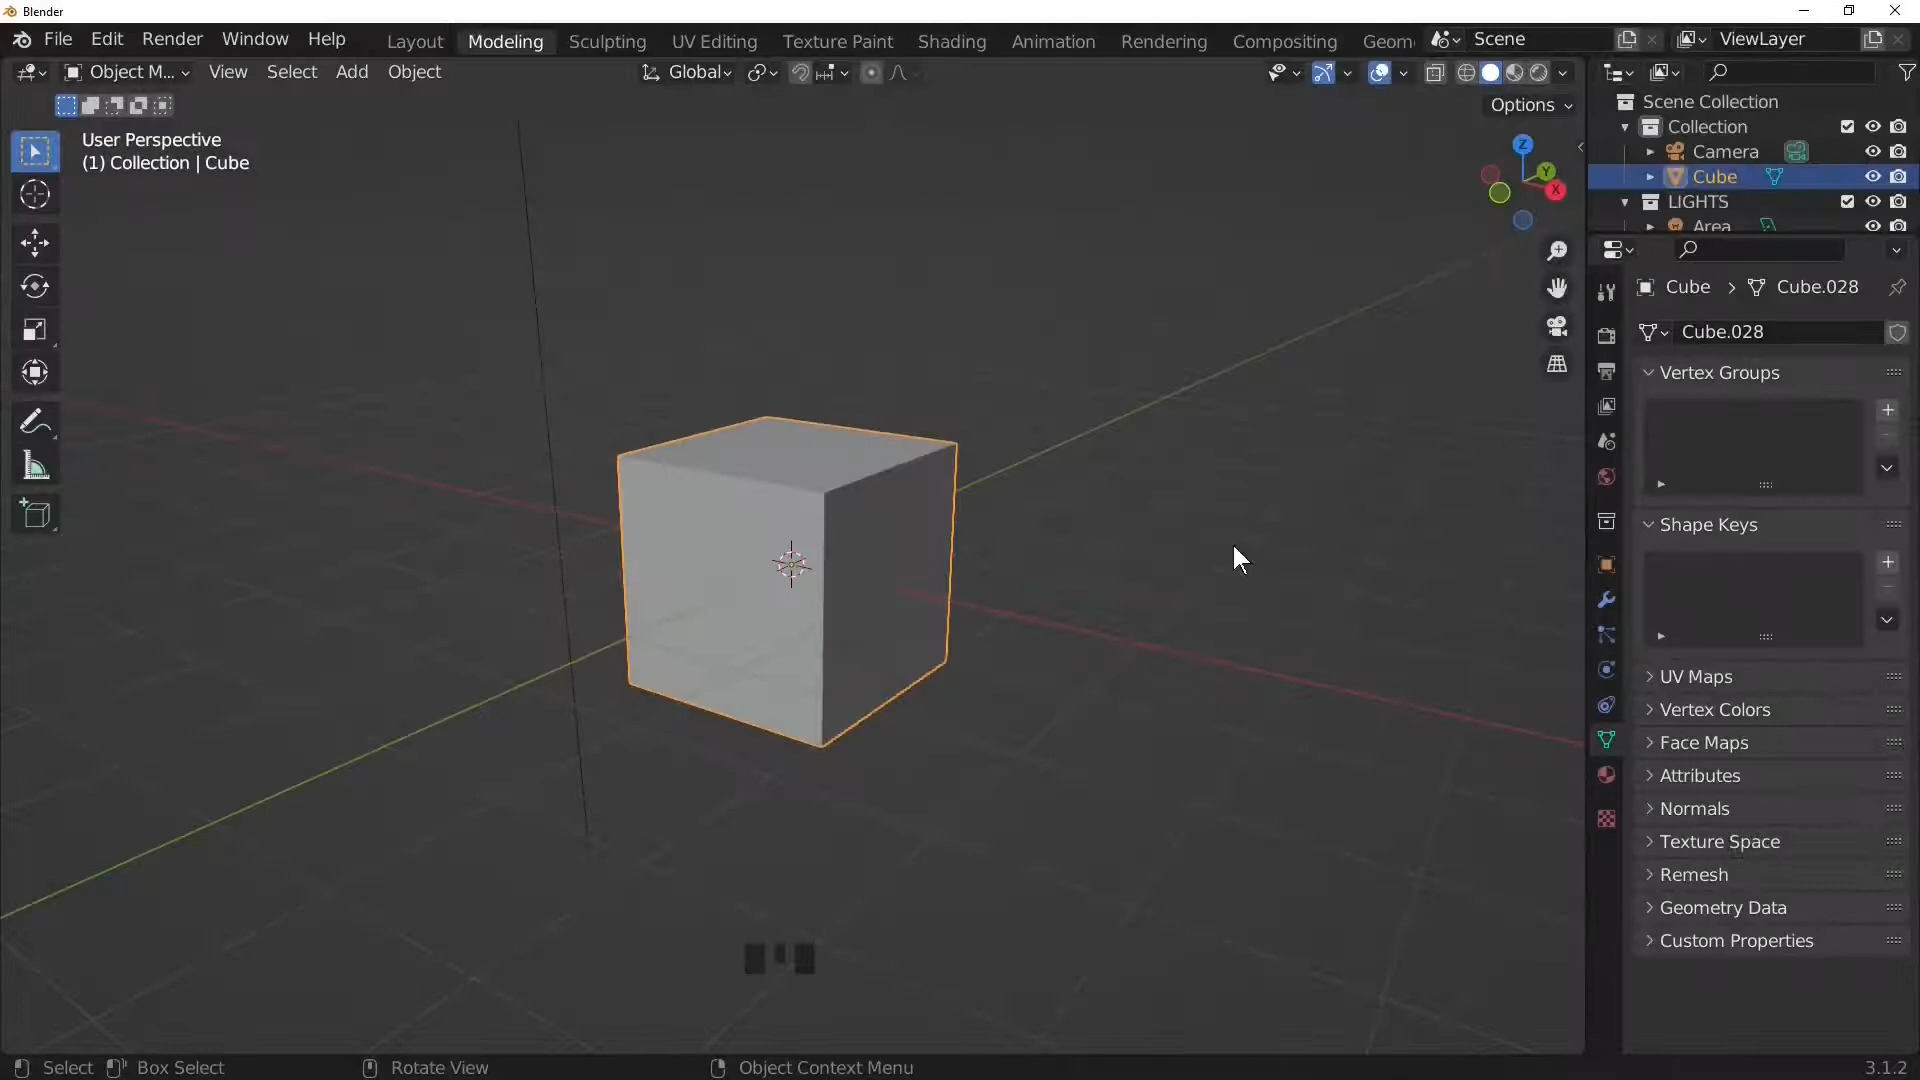 Blender
File Edit Render Window Help Layout Modeling Sculpting UV Editing Texture Paint Shading Animation Rendering Compositing Geom Scene ViewLayer
Object M... View Select Add Object Global
Options
User Perspective
(1) Collection | Cube
Z
Y
X
Scene Collection
Collection
Camera
Cube
LIGHTS
Area
Cube > Cube.028
Cube.028
Vertex Groups
Shape Keys
UV Maps
Vertex Colors
Face Maps
Attributes
Normals
Texture Space
Remesh
Geometry Data
Custom Properties
Select Box Select Rotate View Object Context Menu 3.1.2